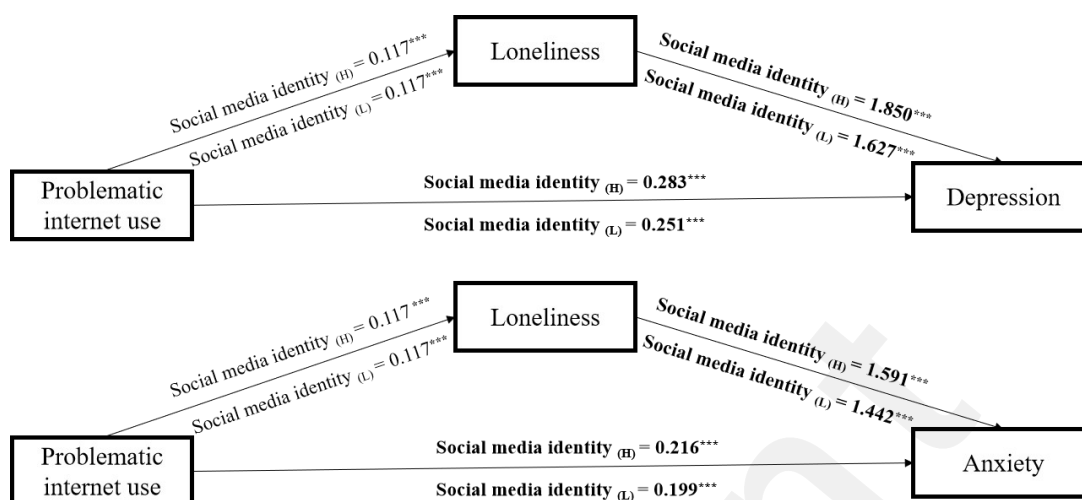 Loneliness
Social media identity (H) = 0.117***
Social media identity (L) = 0.117***
Social media identity (H) = 1.850***
Social media identity (L) = 1.627***
Problematic
internet use
Social media identity (H) = 0.283***
Social media identity (L) = 0.251***
Depression
Loneliness
Social media identity (H) = 0.117***
Social media identity (L) = 0.117***
Social media identity (H) = 1.591***
Social media identity (L) = 1.442***
Problematic
internet use
Social media identity (H) = 0.216***
Social media identity (L) = 0.199***
Anxiety